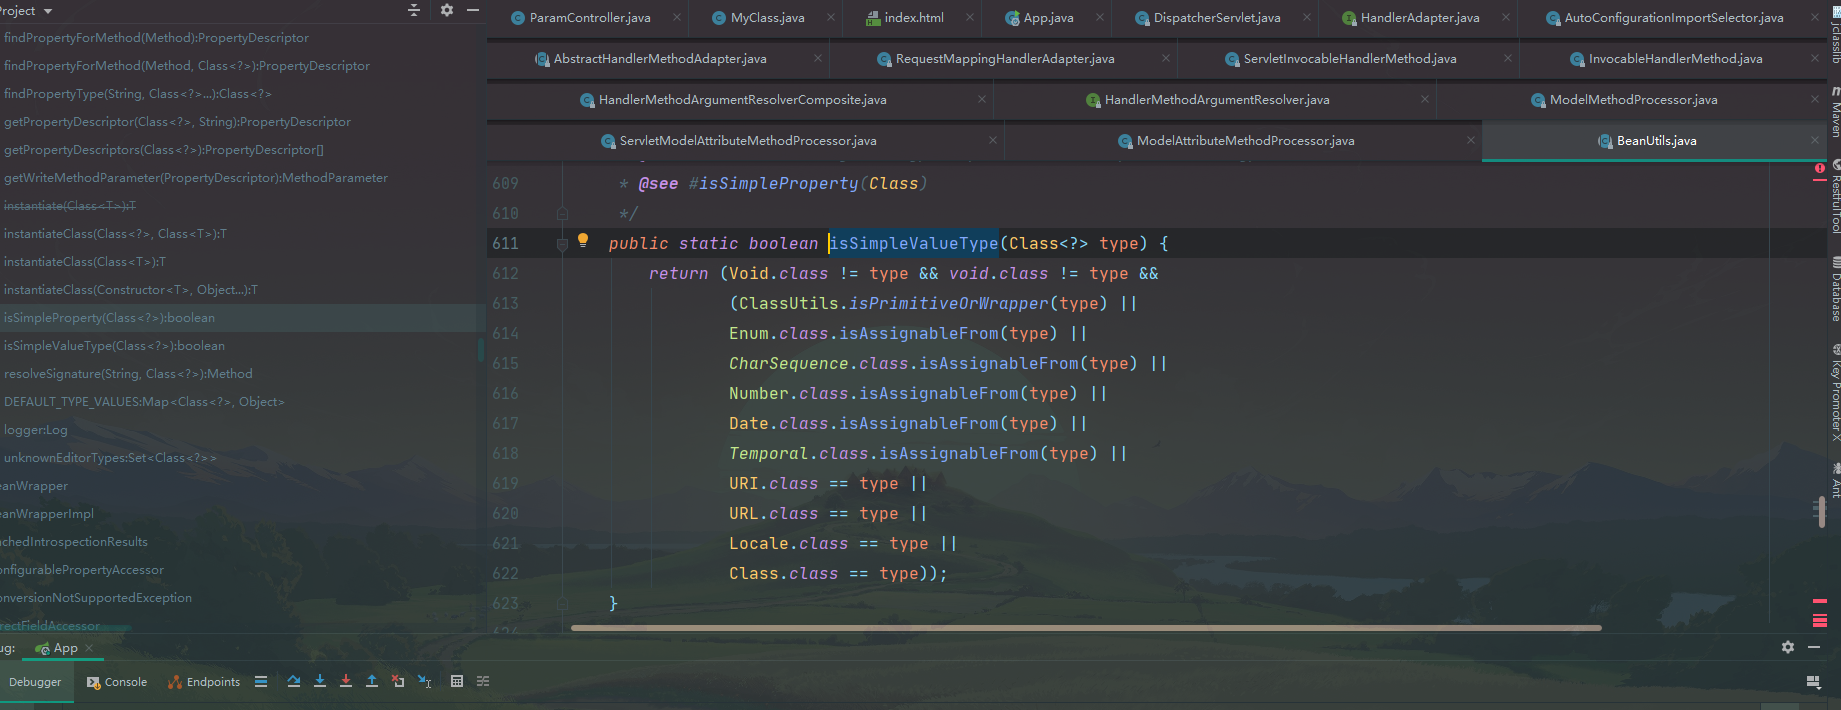 Project
findPropertyForMethod(Method):PropertyDescriptor
findPropertyForMethod(Method, Class<?>):PropertyDescriptor
findPropertyType(String, Class<?>...):Class<?>
getPropertyDescriptor(Class<?>, String):PropertyDescriptor
getPropertyDescriptors(Class<?>):PropertyDescriptor[]
getWriteMethodParameter(PropertyDescriptor):MethodParameter
instantiate(Class<T>):T
instantiateClass(Class<?>, Class<T>):T
instantiateClass(Class<T>):T
instantiateClass(Constructor<T>, Object...):T
isSimpleProperty(Class<?>):boolean
isSimpleValueType(Class<?>):boolean
resolveSignature(String, Class<?>):Method
DEFAULT_TYPE_VALUES:Map<Class<?>, Object>
logger:Log
unknownEditorTypes:Set<Class<?>>
eanWrapper
eanWrapperImpl
chedIntrospectionResults
onfigurablePropertyAccessor
onversionNotSupportedException
rectFieldAccessor
ParamController.java MyClass.java index.html App.java DispatcherServlet.java HandlerAdapter.java AutoConfigurationImportSelector.java
AbstractHandlerMethodAdapter.java RequestMappingHandlerAdapter.java ServletInvocableHandlerMethod.java InvocableHandlerMethod.java
HandlerMethodArgumentResolverComposite.java HandlerMethodArgumentResolver.java ModelMethodProcessor.java
ServletModelAttributeMethodProcessor.java ModelAttributeMethodProcessor.java BeanUtils.java
609 * @see #isSimpleProperty(Class)
610 */
611 public static boolean isSimpleValueType(Class<?> type) {
612 return (Void.class != type && void.class != type &&
613 (ClassUtils.isPrimitiveOrWrapper(type) ||
614 Enum.class.isAssignableFrom(type) ||
615 CharSequence.class.isAssignableFrom(type) ||
616 Number.class.isAssignableFrom(type) ||
617 Date.class.isAssignableFrom(type) ||
618 Temporal.class.isAssignableFrom(type) ||
619 URI.class == type ||
620 URL.class == type ||
621 Locale.class == type ||
622 Class.class == type));
623 }
jclasslib
Maven
RestfulTool
Database
Key Promoter X
Ant
ug: App
Debugger Console Endpoints